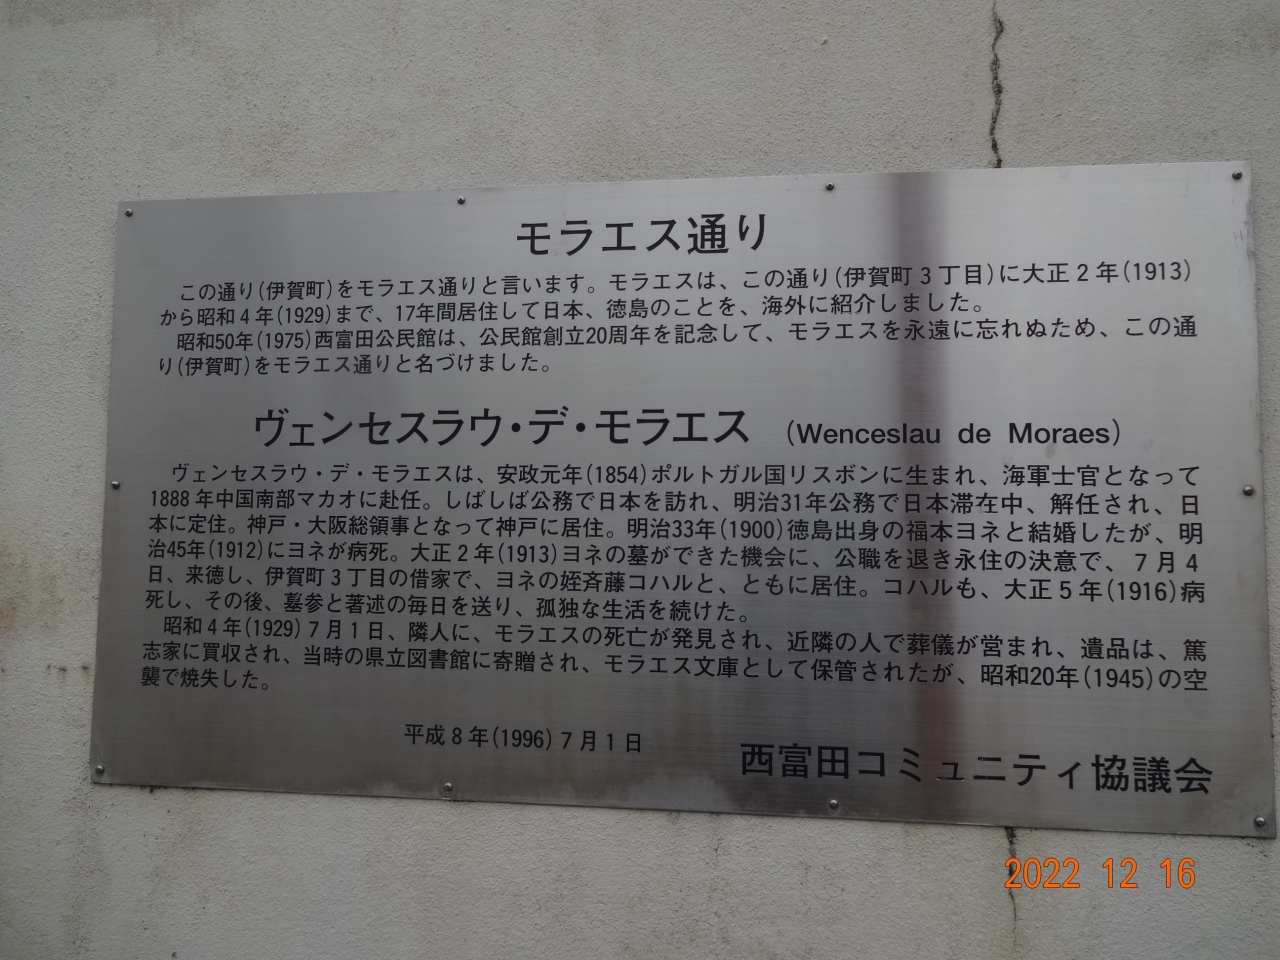 モラエス通り
この通り(伊賀町)をモラエス通りと言います。モラエスは、この通り(伊賀町3丁目)に大正2年(1913)
から昭和4年(1929)まで、17年間居住して日本、徳島のことを、海外に紹介しました。
昭和50年(1975)西富田公民館は、公民館創立20周年を記念して、モラエスを永遠に忘れぬため、この通
り(伊賀町)をモラエス通りと名づけました。
ヴェンセスラウ・デ・モラエス (Wenceslau de Moraes)
ヴェンセスラウ・デ・モラエスは、安政元年(1854)ポルトガル国リスボンに生まれ、海軍士官となって
1888年中国南部マカオに赴任。しばしば公務で日本を訪れ、明治31年公務で日本滞在中、解任され、日
本に定住。神戸・大阪総領事となって神戸に居住。明治33年(1900)徳島出身の福本ヨネと結婚したが、明
治45年(1912)にヨネが病死。大正2年(1913)ヨネの墓ができた機会に、公職を退き永住の決意で、7月4
日、来徳し、伊賀町3丁目の借家で、ヨネの姪斉藤コハルと、ともに居住。コハルも、大正5年(1916)病
死し、その後、墓参と著述の毎日を送り、孤独な生活を続けた。
昭和4年(1929)7月1日、隣人に、モラエスの死亡が発見され、近隣の人で葬儀が営まれ、遺品は、篤
志家に買収され、当時の県立図書館に寄贈され、モラエス文庫として保管されたが、昭和20年(1945)の空
襲で焼失した。
平成8年(1996)7月1日
西富田コミュニティ協議会
2022 12 16